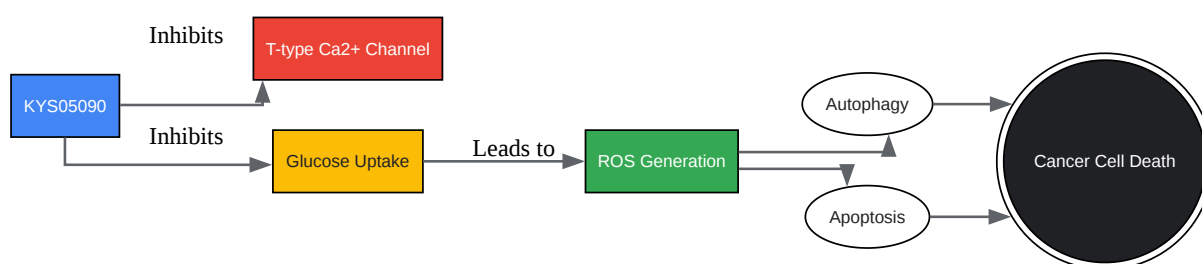 Inhibits
T-type Ca2+ Channel
KYS05090
Inhibits
Glucose Uptake
Leads to
ROS Generation
Autophagy
Apoptosis
Cancer Cell Death